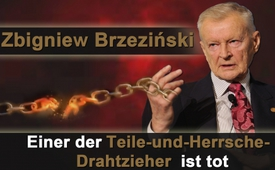 Zbigniew Brzeziński
Einer der Teile-und-Herrsche-
Drahtzieher ist tot